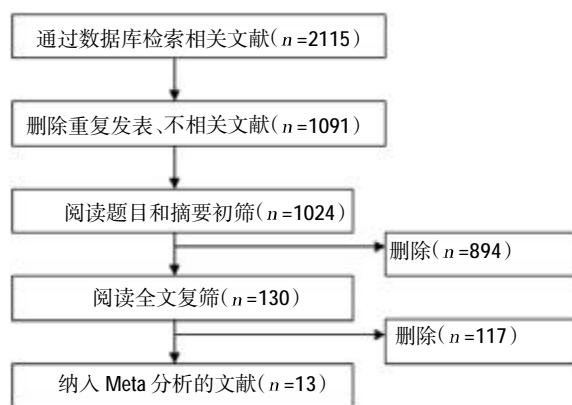 通过数据库检索相关文献(n=2115)
删除重复发表、不相关文献(n=1091)
阅读题目和摘要初筛(n=1024)
删除(n=894)
阅读全文复筛(n=130)
删除(n=117)
纳入 Meta 分析的文献(n=13)